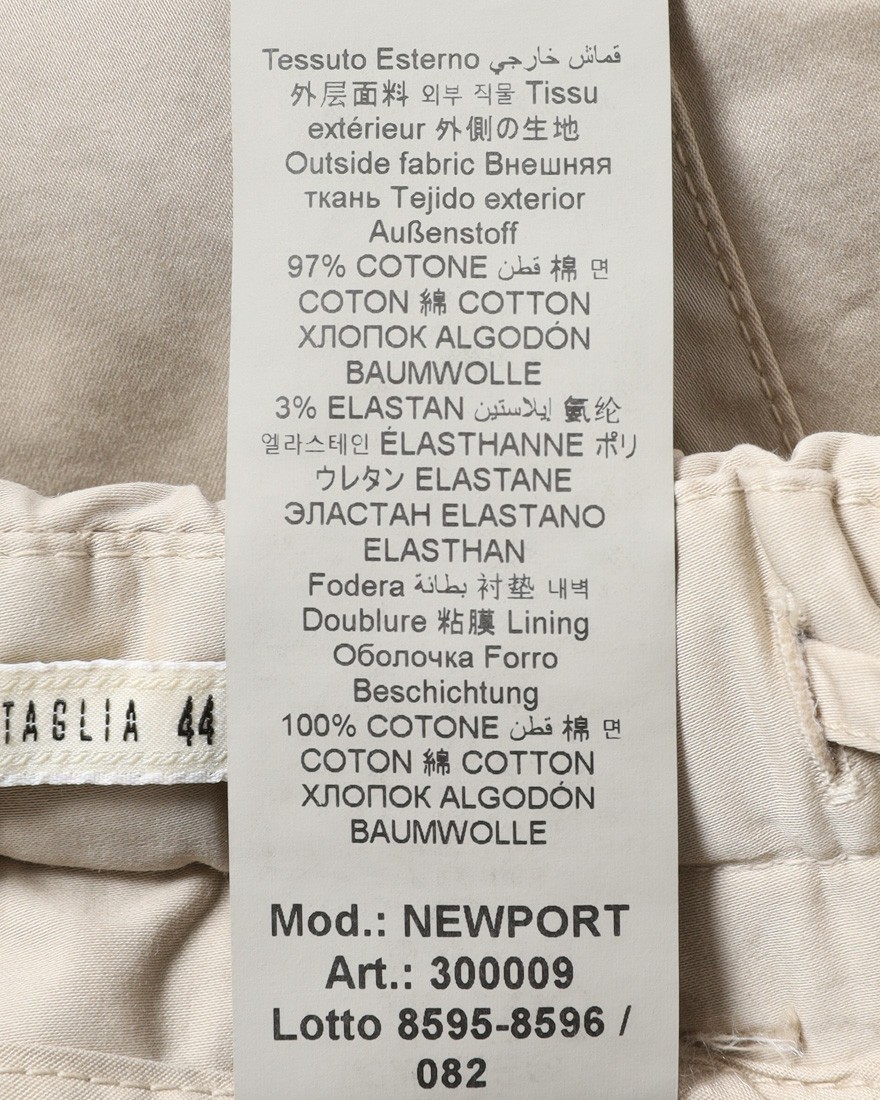 Tessuto Esterno قماش خارجي
外层面料 외부 직물 Tissu
extérieur 外側の生地
Outside fabric Внешняя
ткань Tejido exterior
Außenstoff
97% COTONE قطن 棉 면
COTON 綿 COTTON
ХЛОПОК ALGODÓN
BAUMWOLLE
3% ELASTAN إيلاستين 氨纶
엘라스테인 ÉLASTHANNE ポリ
ウレタン ELASTANE
ЭЛАСТАН ELASTANO
ELASTHAN
Fodera بطانة 衬垫 내벽
Doublure 粘膜 Lining
Оболочка Forro
Beschichtung
100% COTONE قطن 棉 면
COTON 綿 COTTON
ХЛОПОК ALGODÓN
BAUMWOLLE
Mod.: NEWPORT
Art.: 300009
Lotto 8595-8596 /
082
TAGLIA 44